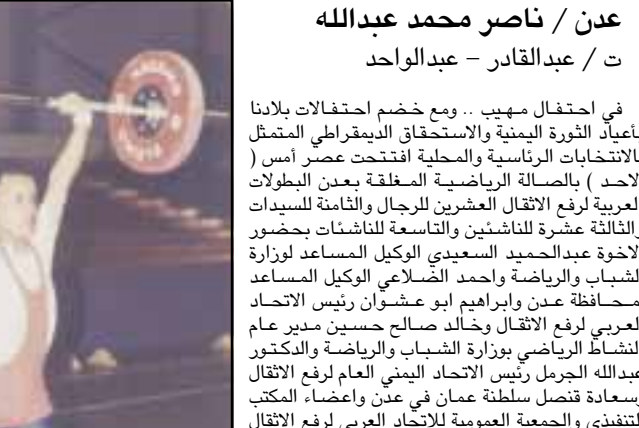 عدن / ناصر محمد عبدالله
ت / عبدالقادر - عبدالواحد
في احتفال مهيب .. ومع خضم احتفالات بلادنا
بأعياد الثورة اليمنية والاستحقاق الديمقراطي المتمثل
بالانتخابات الرئاسية والمحلية افتتحت عصر أمس (
الاحد ) بالصالة الرياضية المغلقة بعدن البطولات
العربية لرفع الاثقال العشرين للرجال والثامنة للسيدات
والثالثة عشرة للناشئين والتاسعة للناشئات بحضور
الاخوة عبدالحميد السعيدي الوكيل المساعد لوزارة
الشباب والرياضة واحمد الضلاعي الوكيل المساعد
لمحافظة عدن وابراهيم ابو عشوان رئيس الاتحاد
العربي لرفع الاثقال وخالد صالح حسين مدير عام
النشاط الرياضي بوزارة الشباب والرياضة والدكتور
عبدالله الجرمل رئيس الاتحاد اليمني العام لرفع الاثقال
وسعادة قنصل سلطنة عمان في عدن واعضاء المكتب
التنفيذي والجمعية العمومية للاتحاد العربي لرفع الاثقال